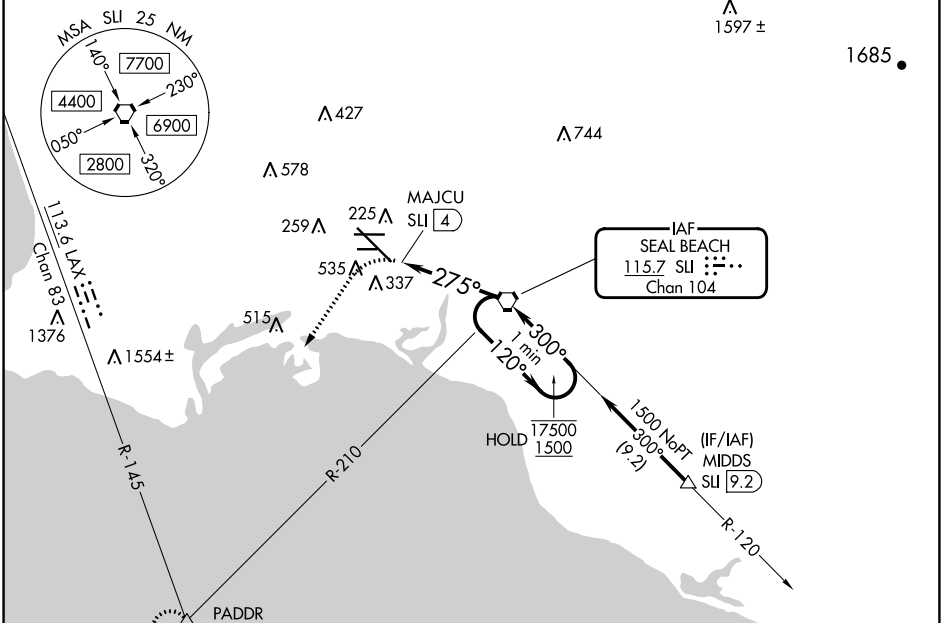 MSA SLI 25 NM
140°
7700
230°
4400
6900
050°
2800
320°
1597 ±
1685
427
744
578
MAJCU
SLI 4
225
259
535
337
275°
IAF
SEAL BEACH
115.7 SLI
Chan 104
113.6 LAX
Chan 83
1376
1554 ±
515
300°
1 min
120°
HOLD 17500
1500
1500 NoPT
300°
(9.2)
(IF/IAF)
MIDDS
SLI 9.2
R-145
R-210
R-120
PADDR